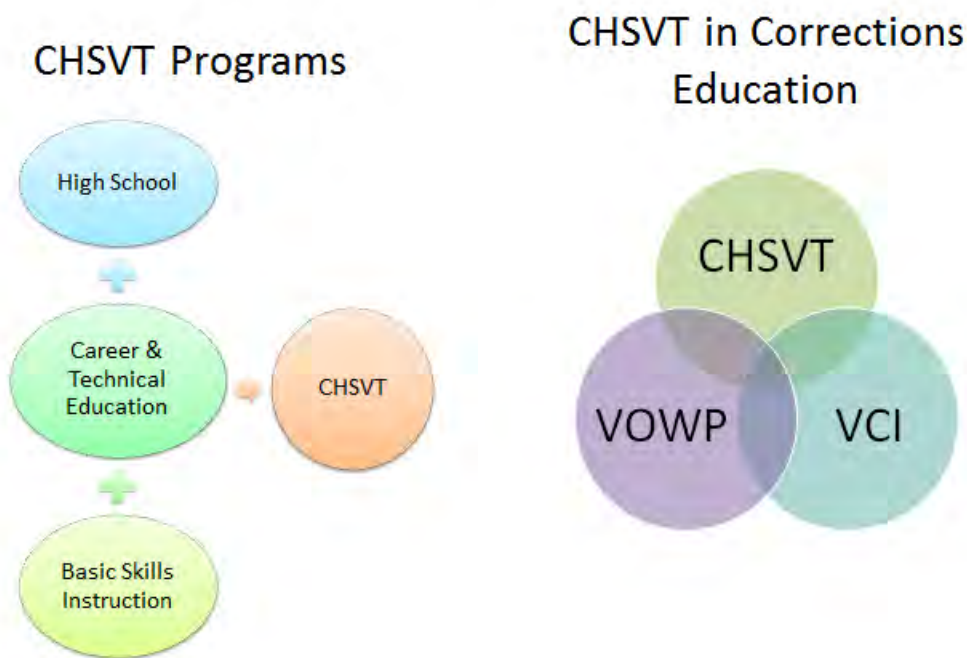 CHSVT Programs
High School
Career &
Technical
Education
CHSVT
Basic Skills
Instruction
CHSVT in Corrections
Education
CHSVT
VOWP
VCI